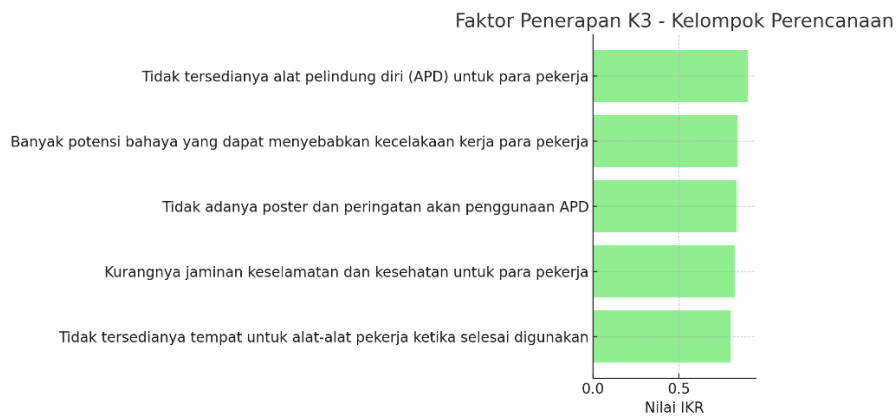 Faktor Penerapan K3 - Kelompok Perencanaan
Tidak tersedianya alat pelindung diri (APD) untuk para pekerja
Banyak potensi bahaya yang dapat menyebabkan kecelakaan kerja para pekerja
Tidak adanya poster dan peringatan akan penggunaan APD
Kurangnya jaminan keselamatan dan kesehatan untuk para pekerja
Tidak tersedianya tempat untuk alat-alat pekerja ketika selesai digunakan
0.0 0.5
Nilai IKR